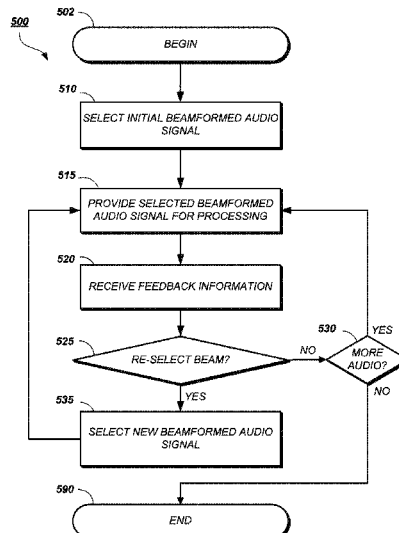 500
502
BEGIN
510
SELECT INITIAL BEAMFORMED AUDIO
SIGNAL
515
PROVIDE SELECTED BEAMFORMED
AUDIO SIGNAL FOR PROCESSING
520
RECEIVE FEEDBACK INFORMATION
525
RE-SELECT BEAM?
NO
530
MORE
AUDIO?
YES
NO
YES
535
SELECT NEW BEAMFORMED AUDIO
SIGNAL
590
END